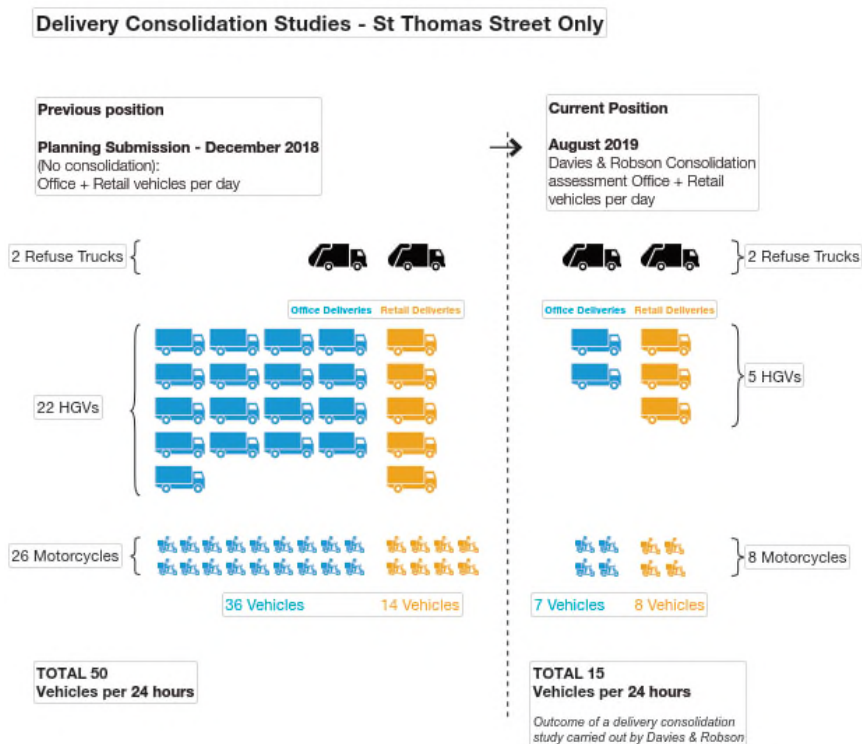 Delivery Consolidation Studies - St Thomas Street Only
Previous position
Planning Submission - December 2018
(No consolidation):
Office + Retail vehicles per day
Current Position
August 2019
Davies & Robson Consolidation
assessment Office + Retail
vehicles per day
2 Refuse Trucks
2 Refuse Trucks
Office Deliveries Retail Deliveries
Office Deliveries Retail Deliveries
22 HGVs
5 HGVs
26 Motorcycles
8 Motorcycles
36 Vehicles 14 Vehicles
7 Vehicles 8 Vehicles
TOTAL 50
Vehicles per 24 hours
TOTAL 15
Vehicles per 24 hours
Outcome of a delivery consolidation
study carried out by Davies & Robson